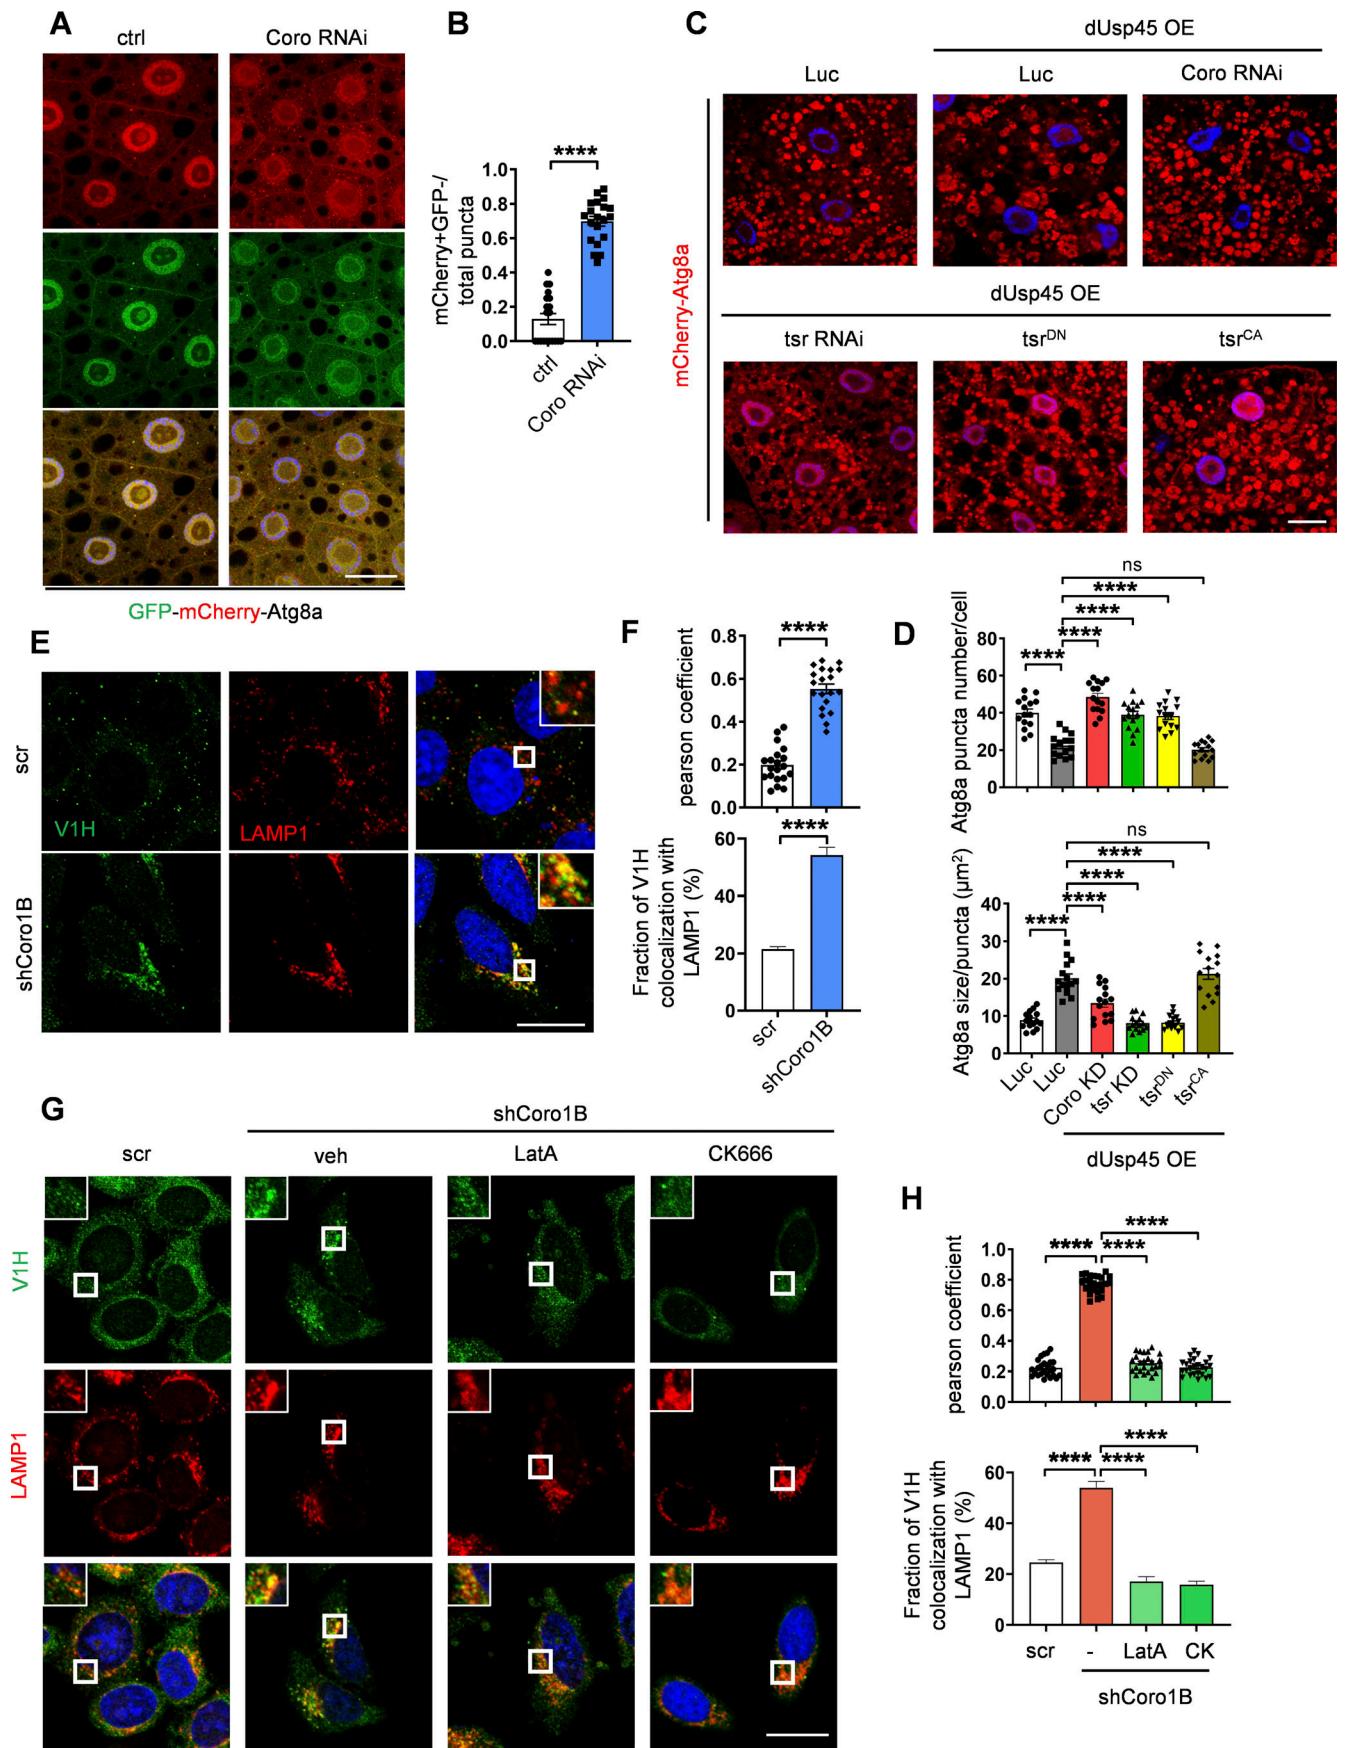 A
ctrl
Coro RNAi
GFP-mCherry-Atg8a
B
****
mCherry+GFP-/
total puncta
1.0
0.8
0.6
0.4
0.2
0.0
ctrl
Coro RNAi
C
dUsp45 OE
Luc
Luc
Coro RNAi
mCherry-Atg8a
dUsp45 OE
tsr RNAi
tsrDN
tsrCA
E
scr
shCoro1B
V1H
LAMP1
F
****
pearson coefficient
0.8
0.6
0.4
0.2
0.0
****
Fraction of V1H
colocalization with
LAMP1 (%)
60
40
20
0
scr
shCoro1B
D
ns
****
****
****
****
Atg8a puncta number/cell
80
60
40
20
0
ns
****
****
****
****
Atg8a size/puncta (µm²)
40
30
20
10
0
Luc
Luc
Coro KD
tsr KD
tsrDN
tsrCA
dUsp45 OE
G
shCoro1B
scr
veh
LatA
CK666
V1H
LAMP1
H
****
**** ****
pearson coefficient
1.0
0.8
0.6
0.4
0.2
0.0
****
**** ****
Fraction of V1H
colocalization with
LAMP1 (%)
60
40
20
0
scr
-
LatA
CK
shCoro1B